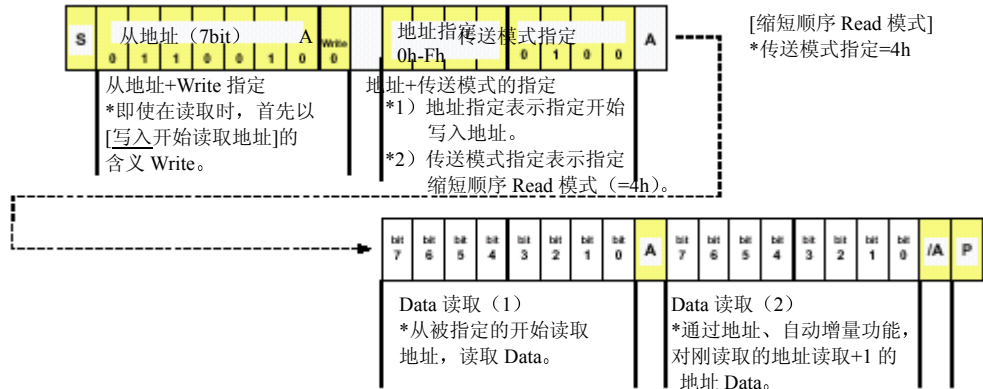 [缩短顺序 Read 模式]
*传送模式指定=4h
S 从地址（7bit） A Write 地址指定 传送模式指定 A
0 1 1 0 0 1 0 0 0h-Fh 0 1 0 0
从地址+Write 指定
*即使在读取时，首先以
[写入开始读取地址]的
含义 Write。
地址+传送模式的指定
*1）地址指定表示指定开始
写入地址。
*2）传送模式指定表示指定
缩短顺序 Read 模式（=4h）。
bit 7 bit 6 bit 5 bit 4 bit 3 bit 2 bit 1 bit 0 A bit 7 bit 6 bit 5 bit 4 bit 3 bit 2 bit 1 bit 0 /A P
Data 读取（1）
*从被指定的开始读取
地址，读取 Data。
Data 读取（2）
*通过地址、自动增量功能，
对刚读取的地址读取+1 的
地址 Data。